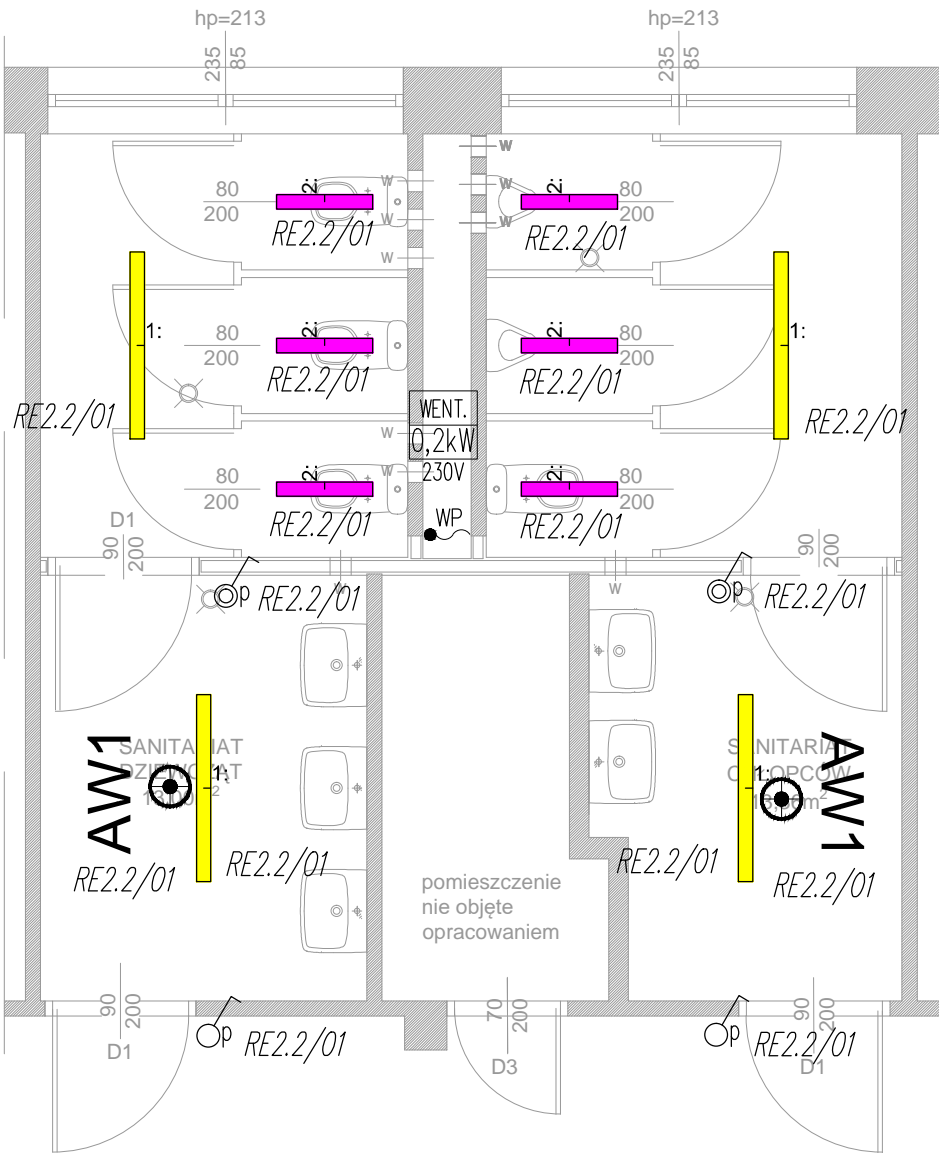 hp=213
hp=213
235
85
235
85
W
W
W
W
W
W
W
80
200
2:
RE2.2/01
80
200
2:
RE2.2/01
1:
RE2.2/01
80
200
2:
RE2.2/01
80
200
2:
RE2.2/01
1:
RE2.2/01
WENT.
0,2kW
230V
WP
W
W
80
200
2:
RE2.2/01
80
200
2:
RE2.2/01
D1
90
200
90
200
p
RE2.2/01
W
W
p
RE2.2/01
SANITARIAT
DZIEWCZĄT
1:
AW1
RE2.2/01
RE2.2/01
SANITARIAT
CHŁOPCÓW
1:
AW1
RE2.2/01
RE2.2/01
pomieszczenie
nie objęte
opracowaniem
90
200
D1
p
RE2.2/01
70
200
D3
p
RE2.2/01
90
200
D1